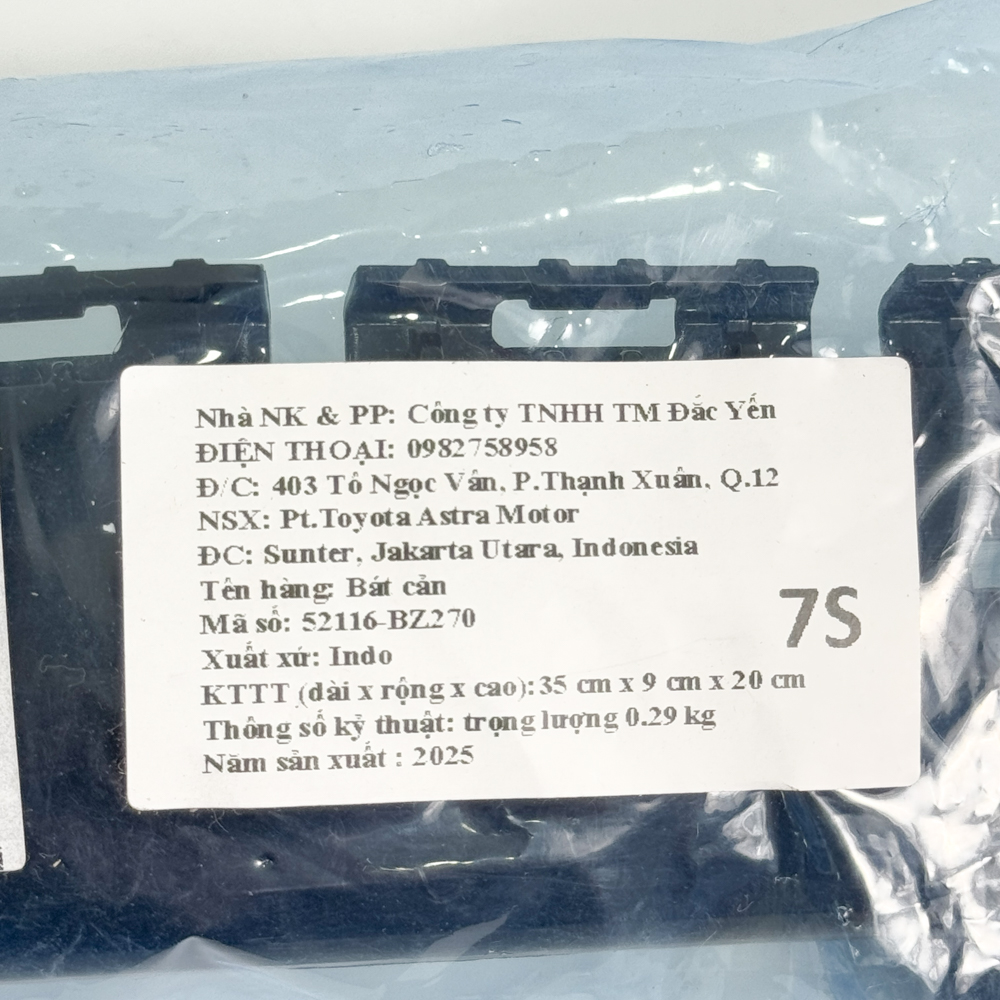 Nhà NK & PP: Công ty TNHH TM Đắc Yến
ĐIỆN THOẠI: 0982758958
Đ/C: 403 Tô Ngọc Vân, P.Thạnh Xuân, Q.12
NSX: Pt.Toyota Astra Motor
ĐC: Sunter, Jakarta Utara, Indonesia
Tên hàng: Bát cản
Mã số: 52116-BZ270
7S
Xuất xứ: Indo
KTTT (dài x rộng x cao): 35 cm x 9 cm x 20 cm
Thông số kỹ thuật: trọng lượng 0.29 kg
Năm sản xuất : 2025